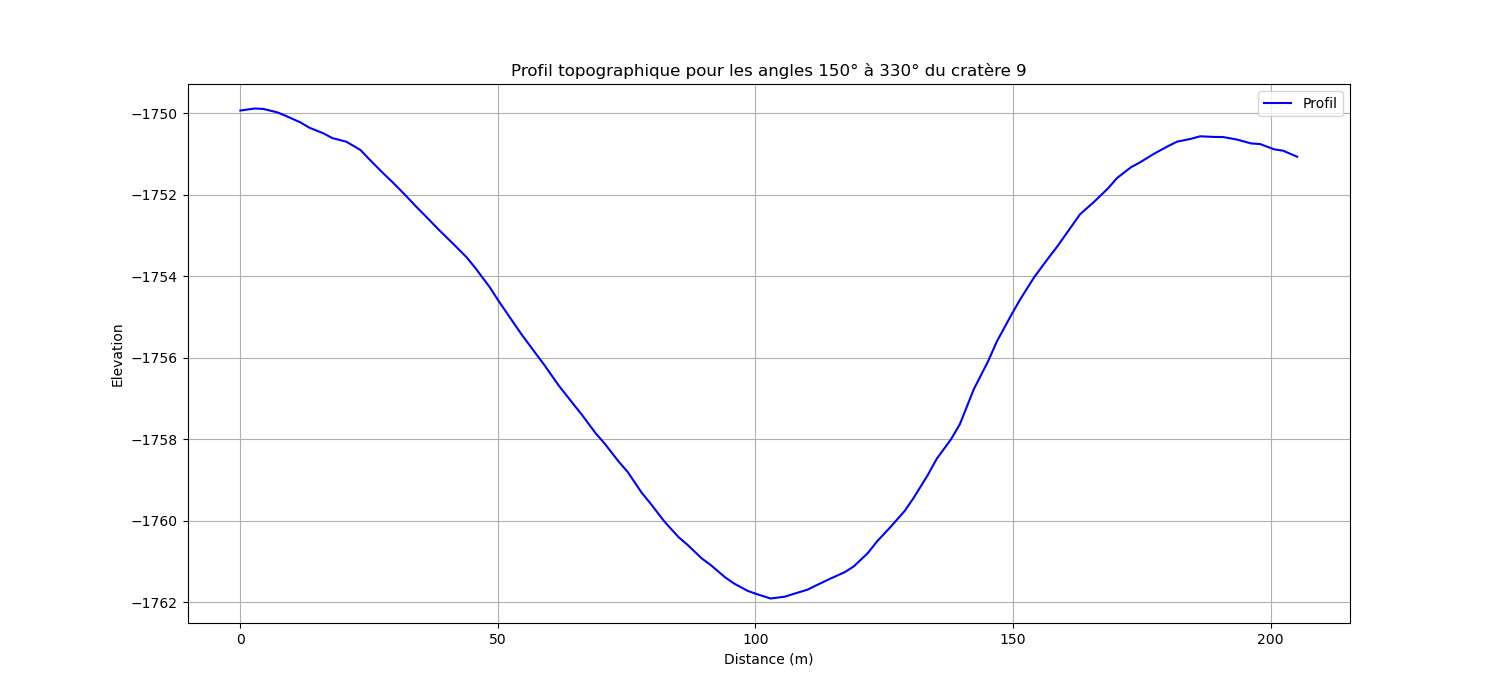 Profil topographique pour les angles 150° à 330° du cratère 9
Profil
−1750
−1752
−1754
−1756
−1758
−1760
−1762
Elevation
0 50 100 150 200
Distance (m)